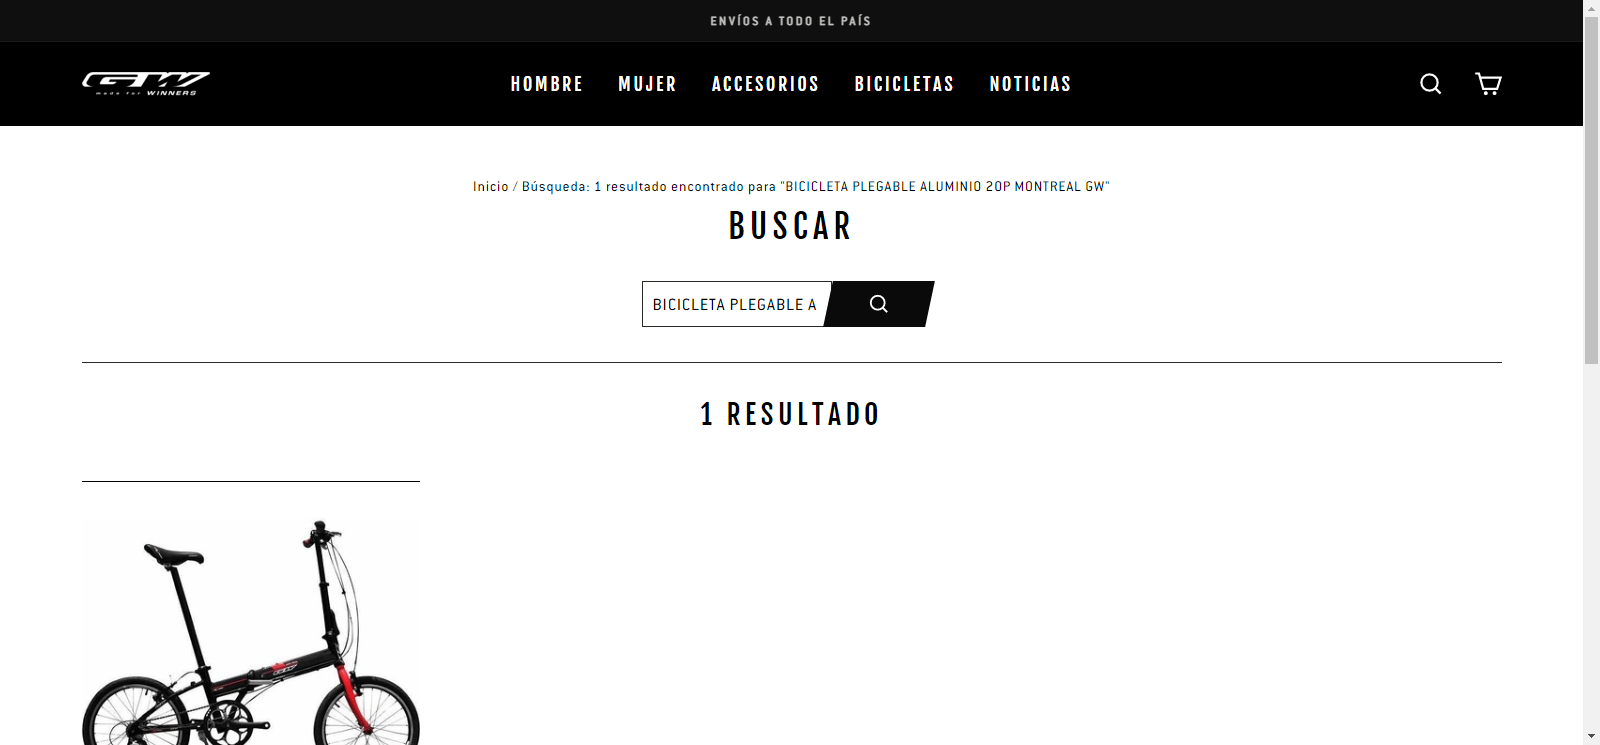 ENVÍOS A TODO EL PAÍS
GW
made for WINNERS
HOMBRE MUJER ACCESORIOS BICICLETAS NOTICIAS
Inicio / Búsqueda: 1 resultado encontrado para "BICICLETA PLEGABLE ALUMINIO 20P MONTREAL GW"
BUSCAR
BICICLETA PLEGABLE A
1 RESULTADO
GW